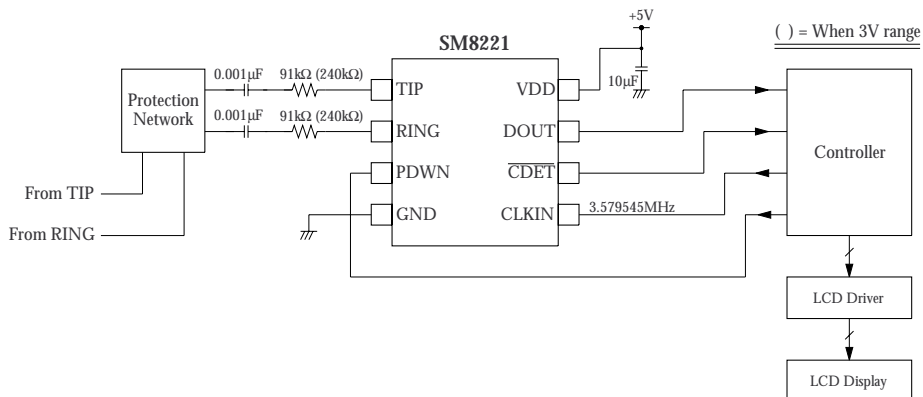 +5V
( ) = When 3V range
SM8221
0.001µF 91kΩ (240kΩ)
10µF
Protection
Network
TIP
VDD
0.001µF 91kΩ (240kΩ)
RING
DOUT
Controller
PDWN
CDET
From TIP
GND
CLKIN
3.579545MHz
From RING
LCD Driver
LCD Display